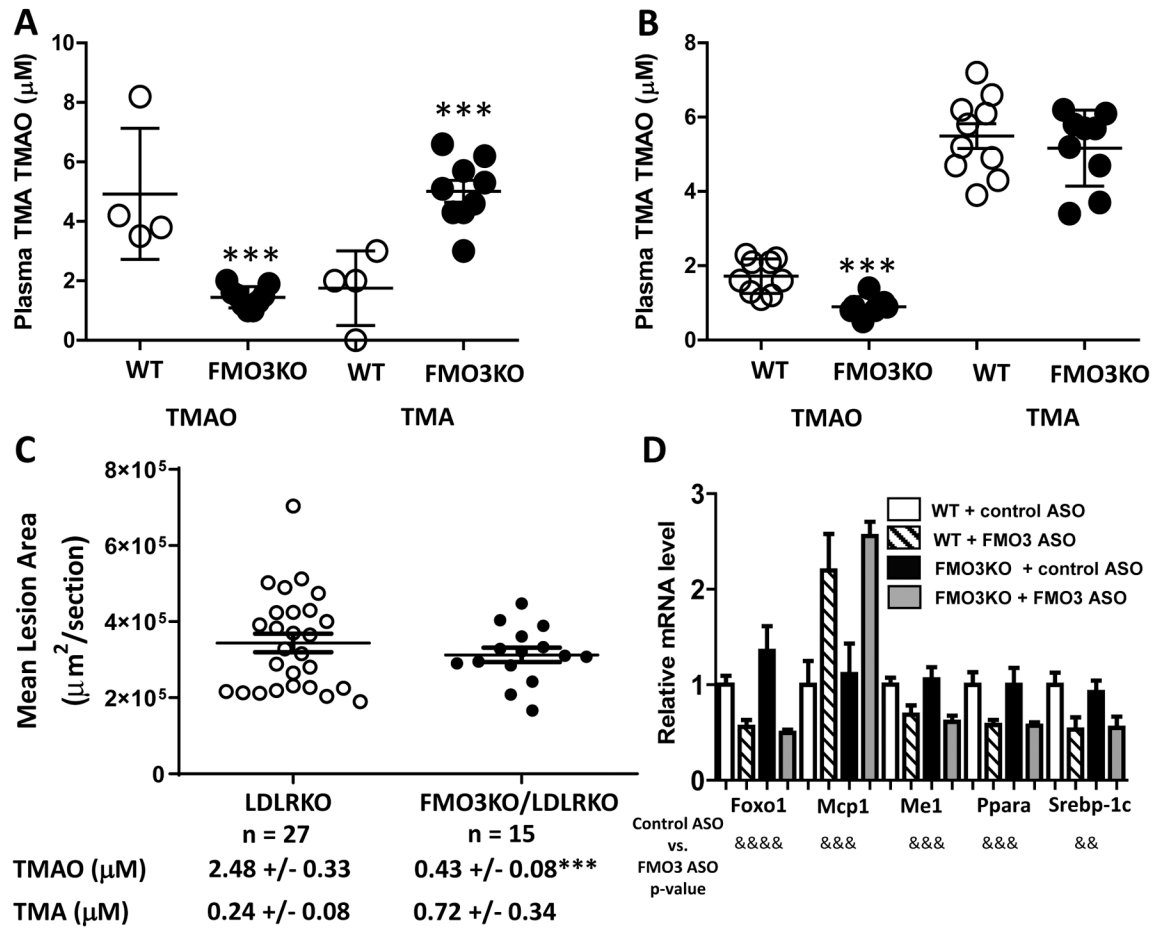 A
Plasma TMA TMAO (μM)
10
8
6
4
2
0
***
***
WT FMO3KO WT FMO3KO
TMAO TMA
B
Plasma TMA TMAO (μM)
8
6
4
2
0
***
WT FMO3KO WT FMO3KO
TMAO TMA
C
Mean Lesion Area
(μm²/section)
8×10⁵
6×10⁵
4×10⁵
2×10⁵
0
LDLRKO FMO3KO/LDLRKO
n = 27 n = 15
TMAO (μM) 2.48 +/- 0.33 0.43 +/- 0.08***
TMA (μM) 0.24 +/- 0.08 0.72 +/- 0.34
D
Relative mRNA level
3
2
1
0
WT + control ASO
WT + FMO3 ASO
FMO3KO + control ASO
FMO3KO + FMO3 ASO
Foxo1 Mcp1 Me1 Ppara Srebp-1c
Control ASO
vs.
FMO3 ASO
p-value
&&&& &&& &&& &&& &&